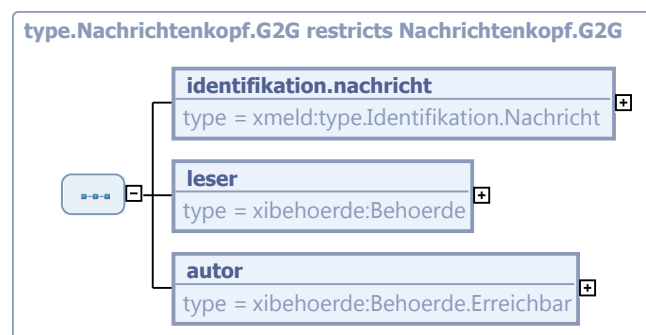 type.Nachrichtenkopf.G2G restricts Nachrichtenkopf.G2G
identifikation.nachricht
type = xmeld:type.Identifikation.Nachricht
leser
type = xibehoerde:Behoerde
autor
type = xibehoerde:Behoerde.Erreichbar